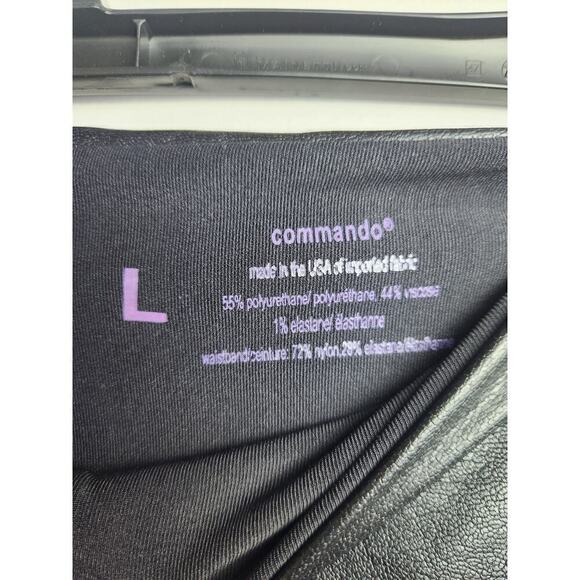 commando®
made in the USA of imported fabric
L
55% polyurethane/ polyuréthane, 44% viscose
1% elastane/ élasthanne
waistband/ceinture: 72% nylon,28% elastane/élasthanne